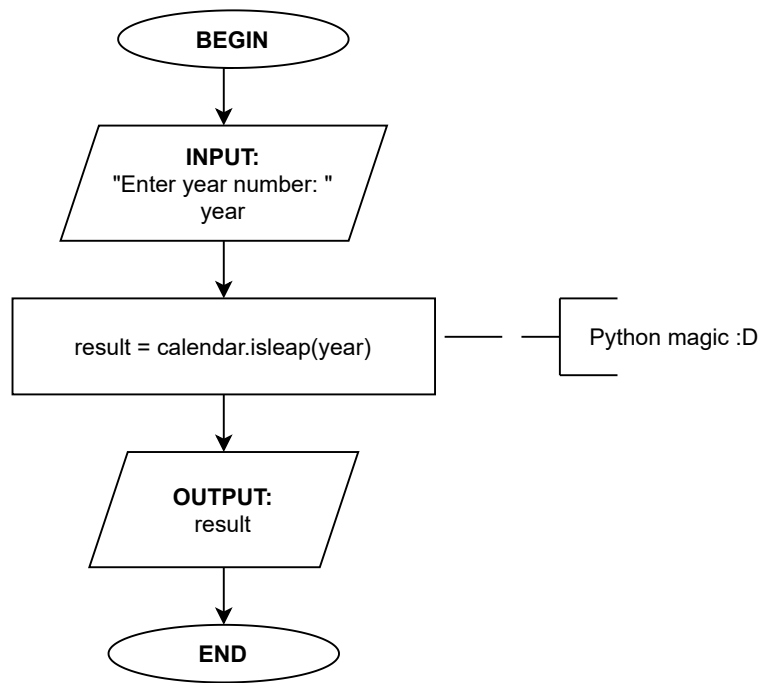 BEGIN
INPUT:
"Enter year number: "
year
result = calendar.isleap(year)
Python magic :D
OUTPUT:
result
END